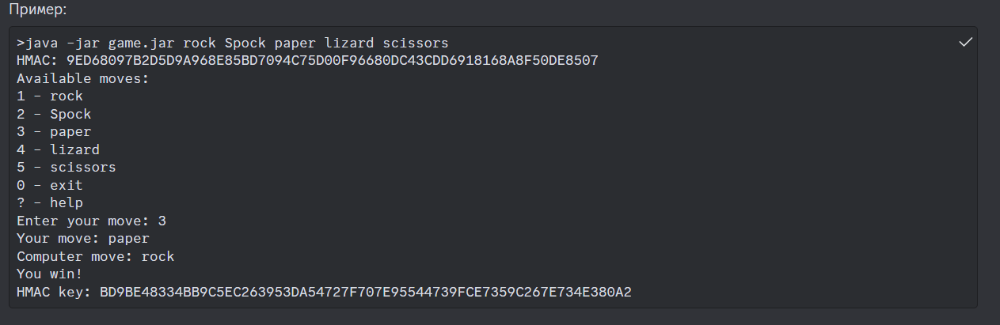 Пример:
>java -jar game.jar rock Spock paper lizard scissors
HMAC: 9ED68097B2D5D9A968E85BD7094C75D00F96680DC43CDD6918168A8F50DE8507
Available moves:
1 - rock
2 - Spock
3 - paper
4 - lizard
5 - scissors
0 - exit
? - help
Enter your move: 3
Your move: paper
Computer move: rock
You win!
HMAC key: BD9BE48334BB9C5EC263953DA54727F707E95544739FCE7359C267E734E380A2